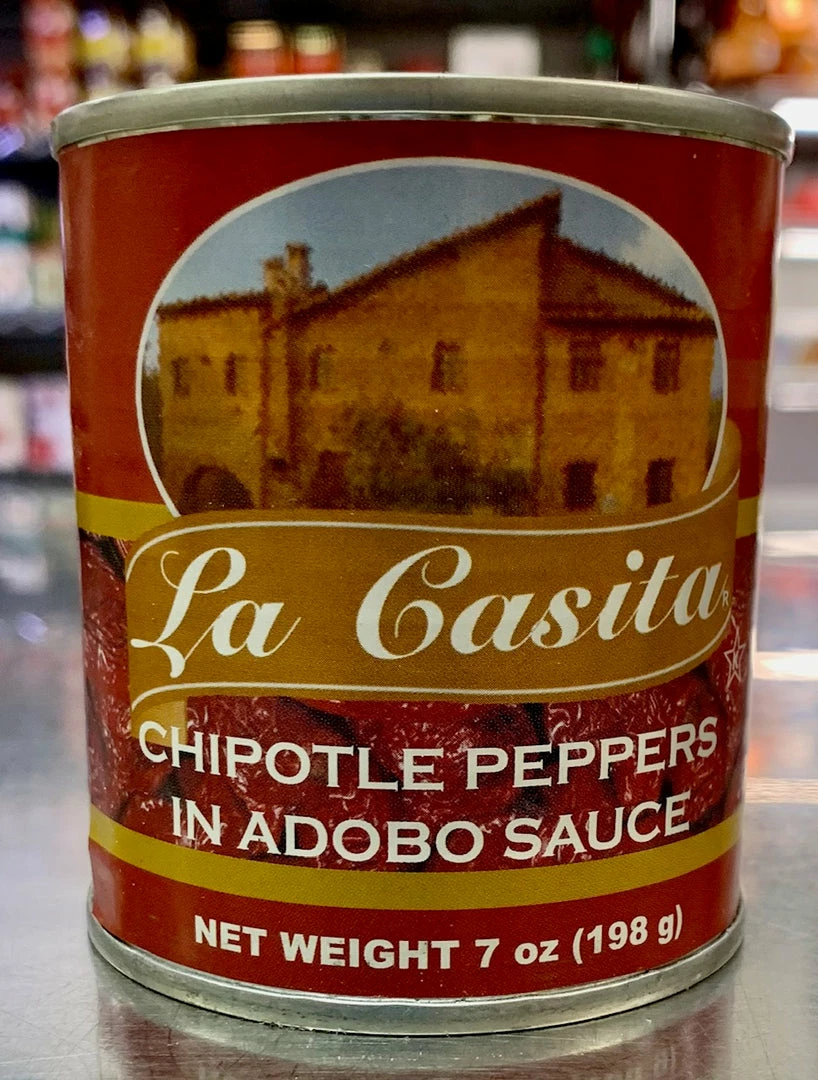 La Casita®
CHIPOTLE PEPPERS
IN ADOBO SAUCE
NET WEIGHT 7 oz (198 g)
K